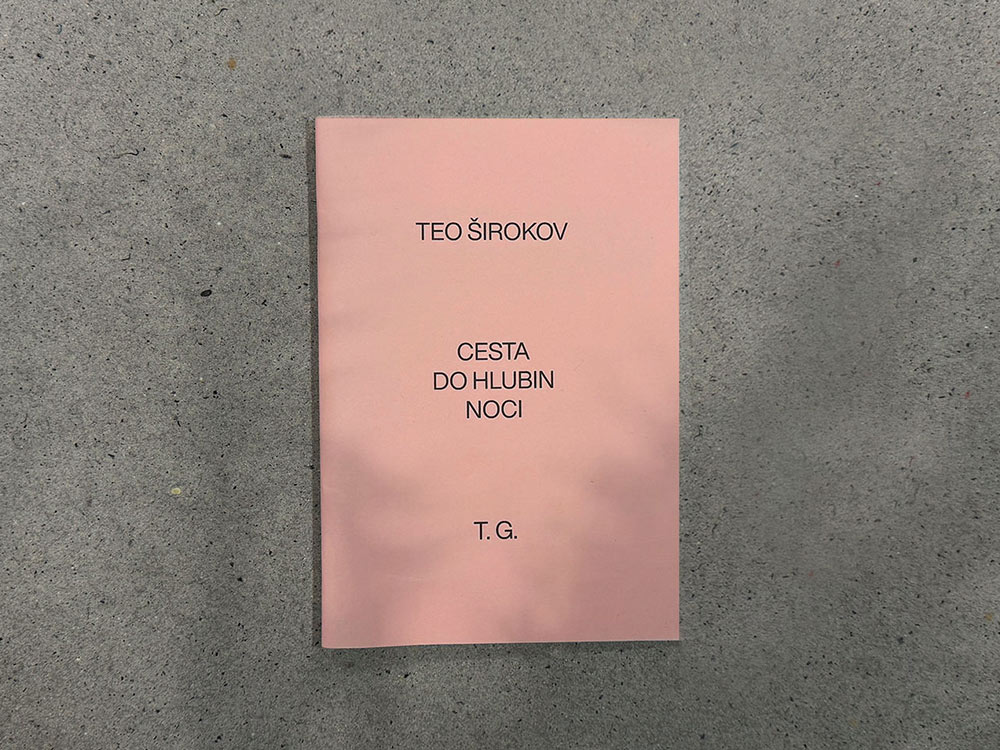 TEO ŠIROKOV
CESTA
DO HLUBIN
NOCI
T. G.